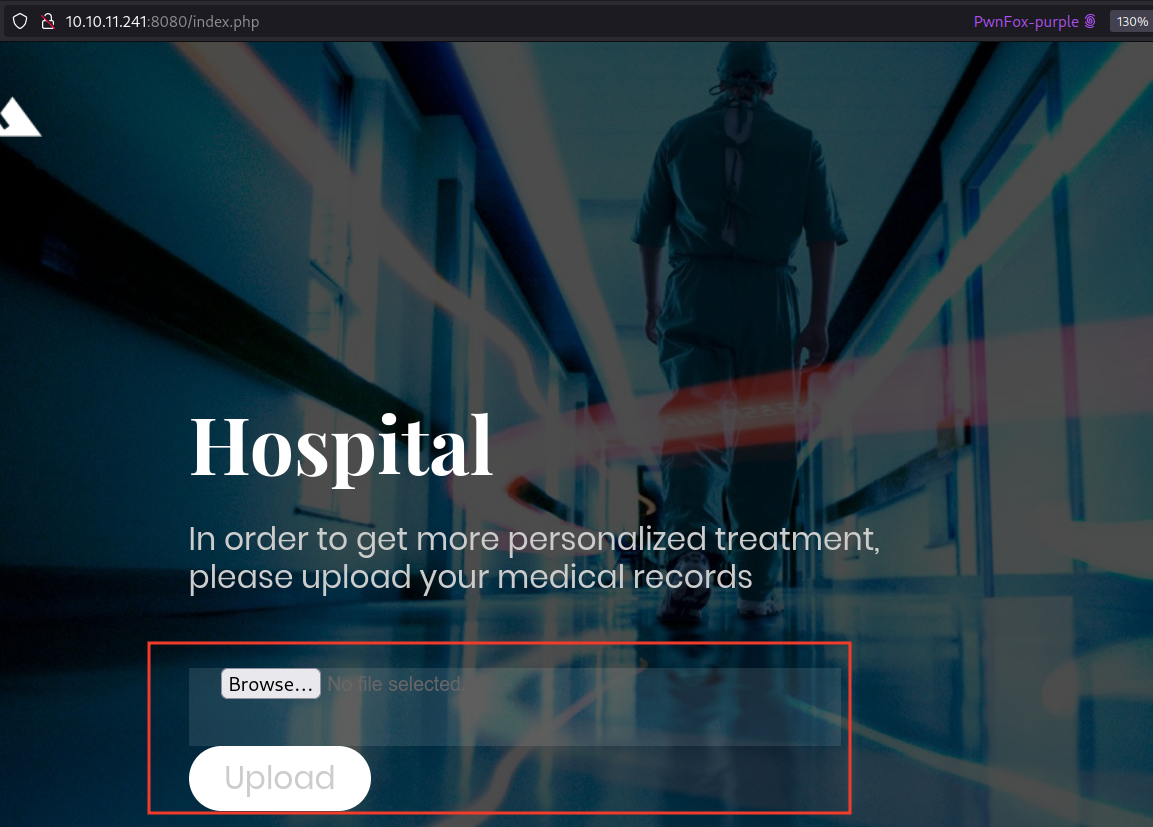 10.10.11.241:8080/index.php
PwnFox-purple
130%
Hospital
In order to get more personalized treatment,
please upload your medical records
Browse... No file selected.
Upload